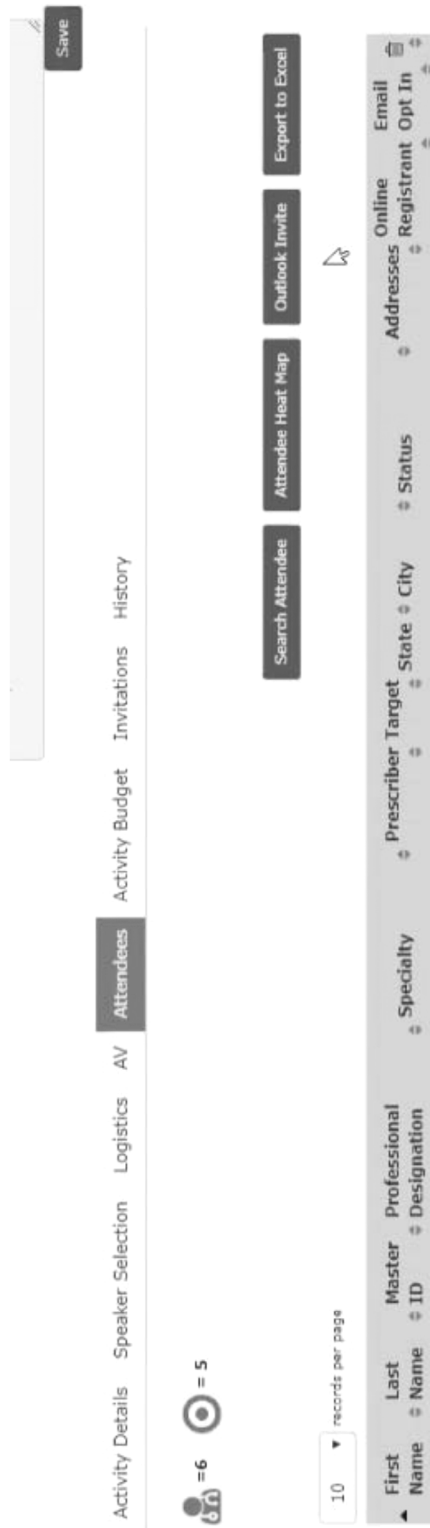 Save
Activity Details Speaker Selection Logistics AV Attendees Activity Budget Invitations History
=6 = 5
Search Attendee Attendee Heat Map Outlook Invite Export to Excel
10 records per page
First Last Master Professional Online Email
Name Name ID Designation Specialty Prescriber Target State City Status Addresses Registrant Opt In